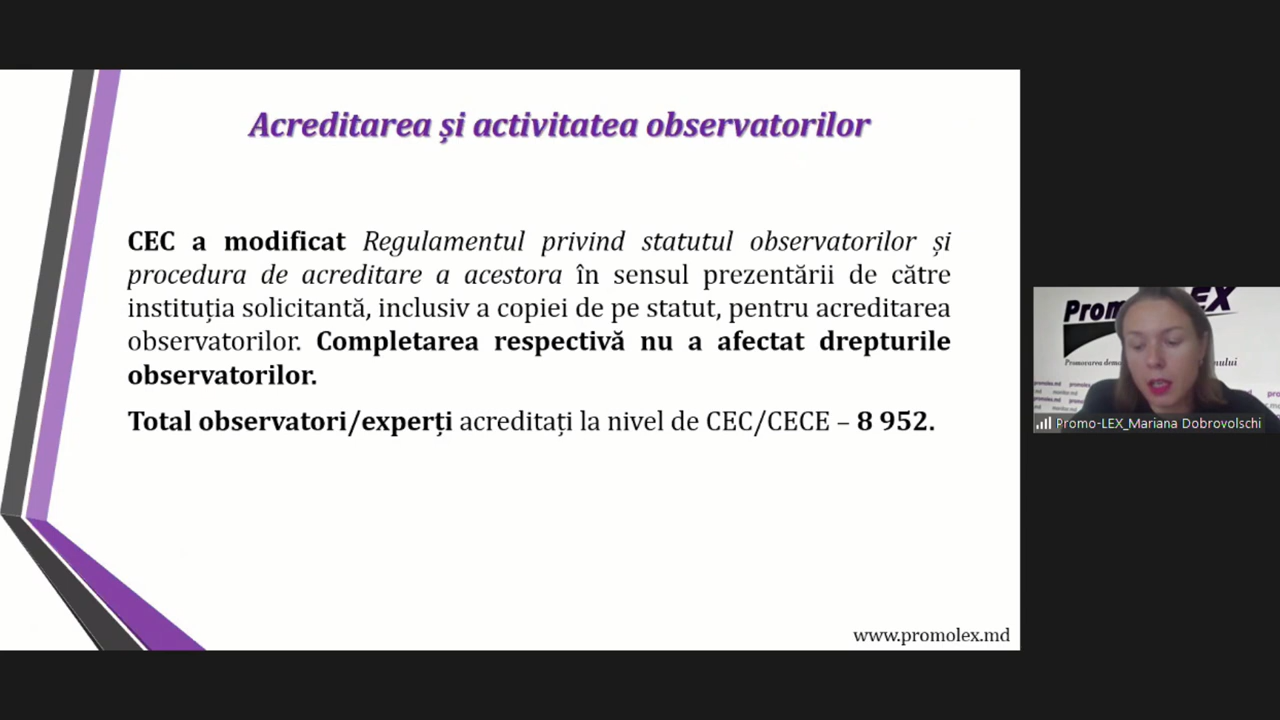 Acreditarea și activitatea observatorilor
CEC a modificat Regulamentul privind statutul observatorilor și
procedura de acreditare a acestora în sensul prezentării de către
instituția solicitantă, inclusiv a copiei de pe statut, pentru acreditarea
observatorilor. Completarea respectivă nu a afectat drepturile
observatorilor.
Total observatori/experți acreditați la nivel de CEC/CECE – 8 952.
www.promolex.md
Promo-LEX_Mariana Dobrovolschi